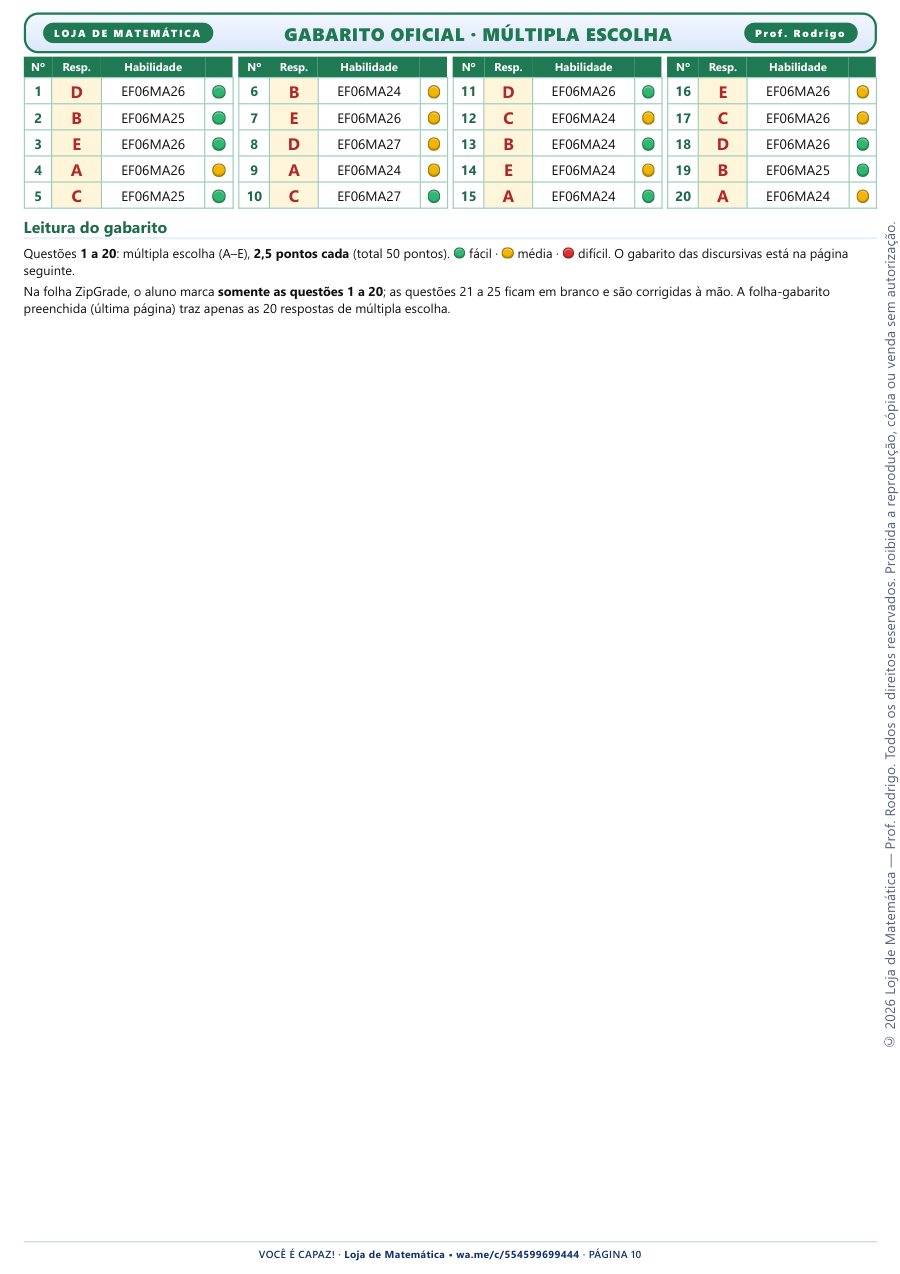 LOJA DE MATEMÁTICA
GABARITO OFICIAL · MÚLTIPLA ESCOLHA
Prof. Rodrigo
Nº Resp. Habilidade Nº Resp. Habilidade Nº Resp. Habilidade Nº Resp. Habilidade
1 D EF06MA26 6 B EF06MA24 11 D EF06MA26 16 E EF06MA26
2 B EF06MA25 7 E EF06MA26 12 C EF06MA24 17 C EF06MA26
3 E EF06MA26 8 D EF06MA27 13 B EF06MA24 18 D EF06MA26
4 A EF06MA26 9 A EF06MA24 14 E EF06MA24 19 B EF06MA25
5 C EF06MA25 10 C EF06MA27 15 A EF06MA24 20 A EF06MA24
Leitura do gabarito
Questões 1 a 20: múltipla escolha (A–E), 2,5 pontos cada (total 50 pontos). fácil · média · difícil. O gabarito das discursivas está na página
seguinte.
Na folha ZipGrade, o aluno marca somente as questões 1 a 20; as questões 21 a 25 ficam em branco e são corrigidas à mão. A folha-gabarito
preenchida (última página) traz apenas as 20 respostas de múltipla escolha.
© 2026 Loja de Matemática — Prof. Rodrigo. Todos os direitos reservados. Proibida a reprodução, cópia ou venda sem autorização.
VOCÊ É CAPAZ! · Loja de Matemática • wa.me/c/554599699444 · PÁGINA 10